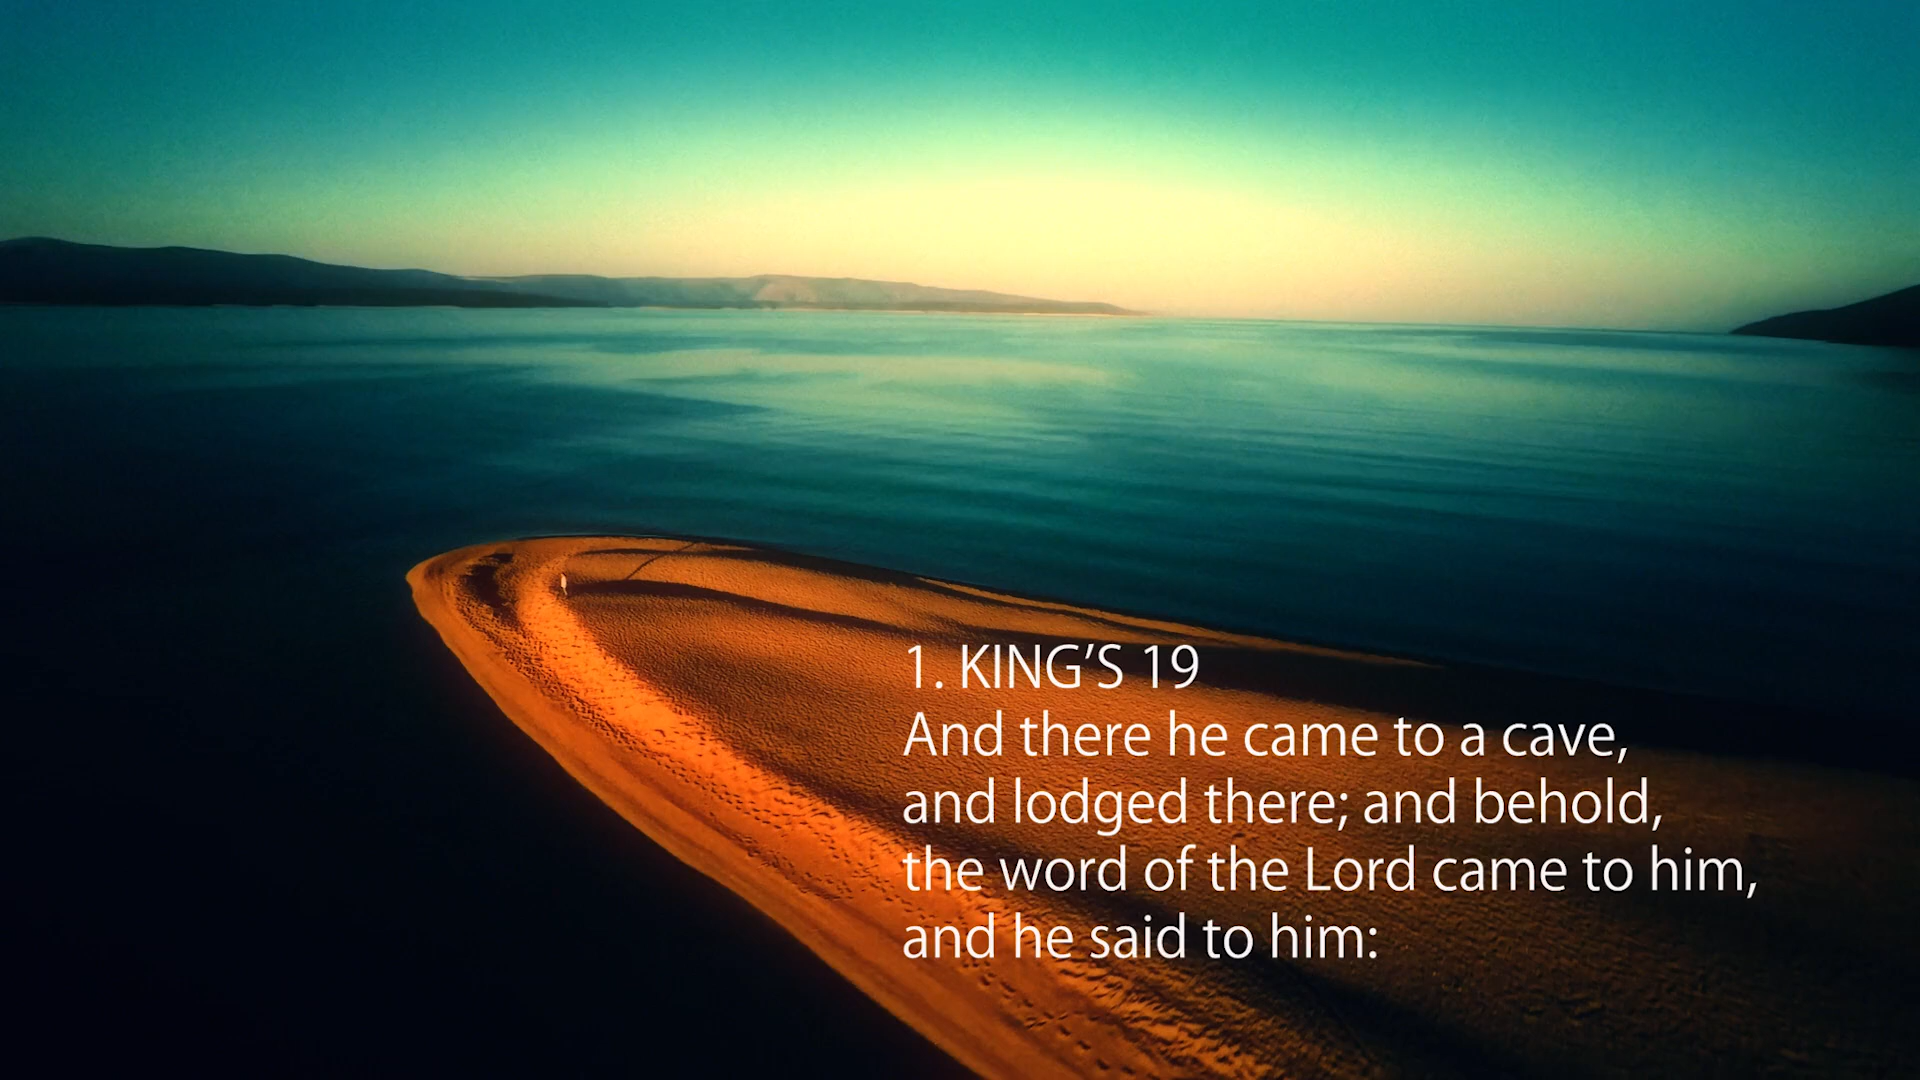 1. KING’S 19
And there he came to a cave,
and lodged there; and behold,
the word of the Lord came to him,
and he said to him: